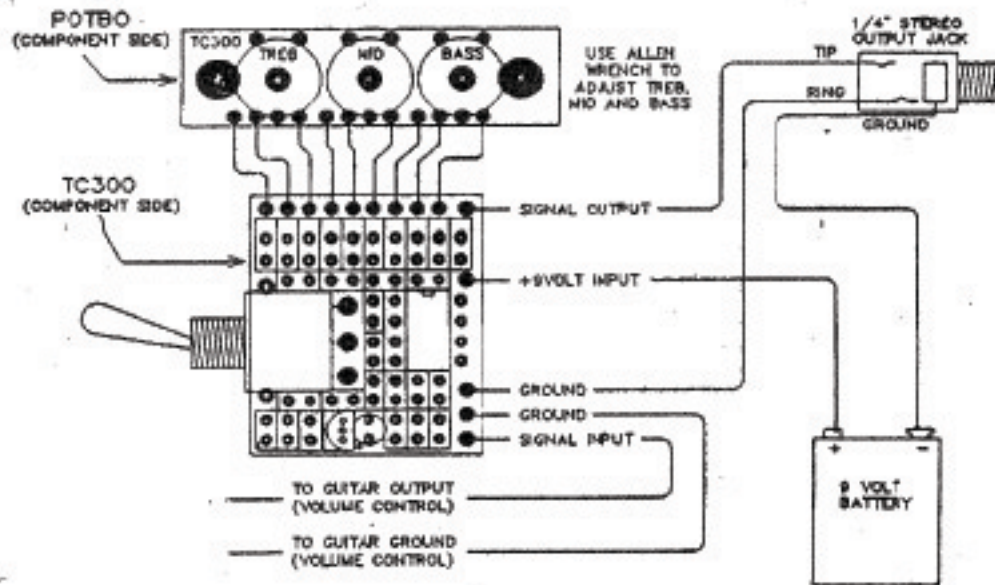 POTBO
(COMPONENT SIDE)
TC300
TREB
MID
BASS
USE ALLEN
WRENCH TO
ADJUST TREB,
MID AND BASS
1/4" STEREO
OUTPUT JACK
TIP
RING
GROUND
TC300
(COMPONENT SIDE)
SIGNAL OUTPUT
+9VOLT INPUT
GROUND
GROUND
SIGNAL INPUT
+
-
9 VOLT
BATTERY
TO GUITAR OUTPUT
(VOLUME CONTROL)
TO GUITAR GROUND
(VOLUME CONTROL)